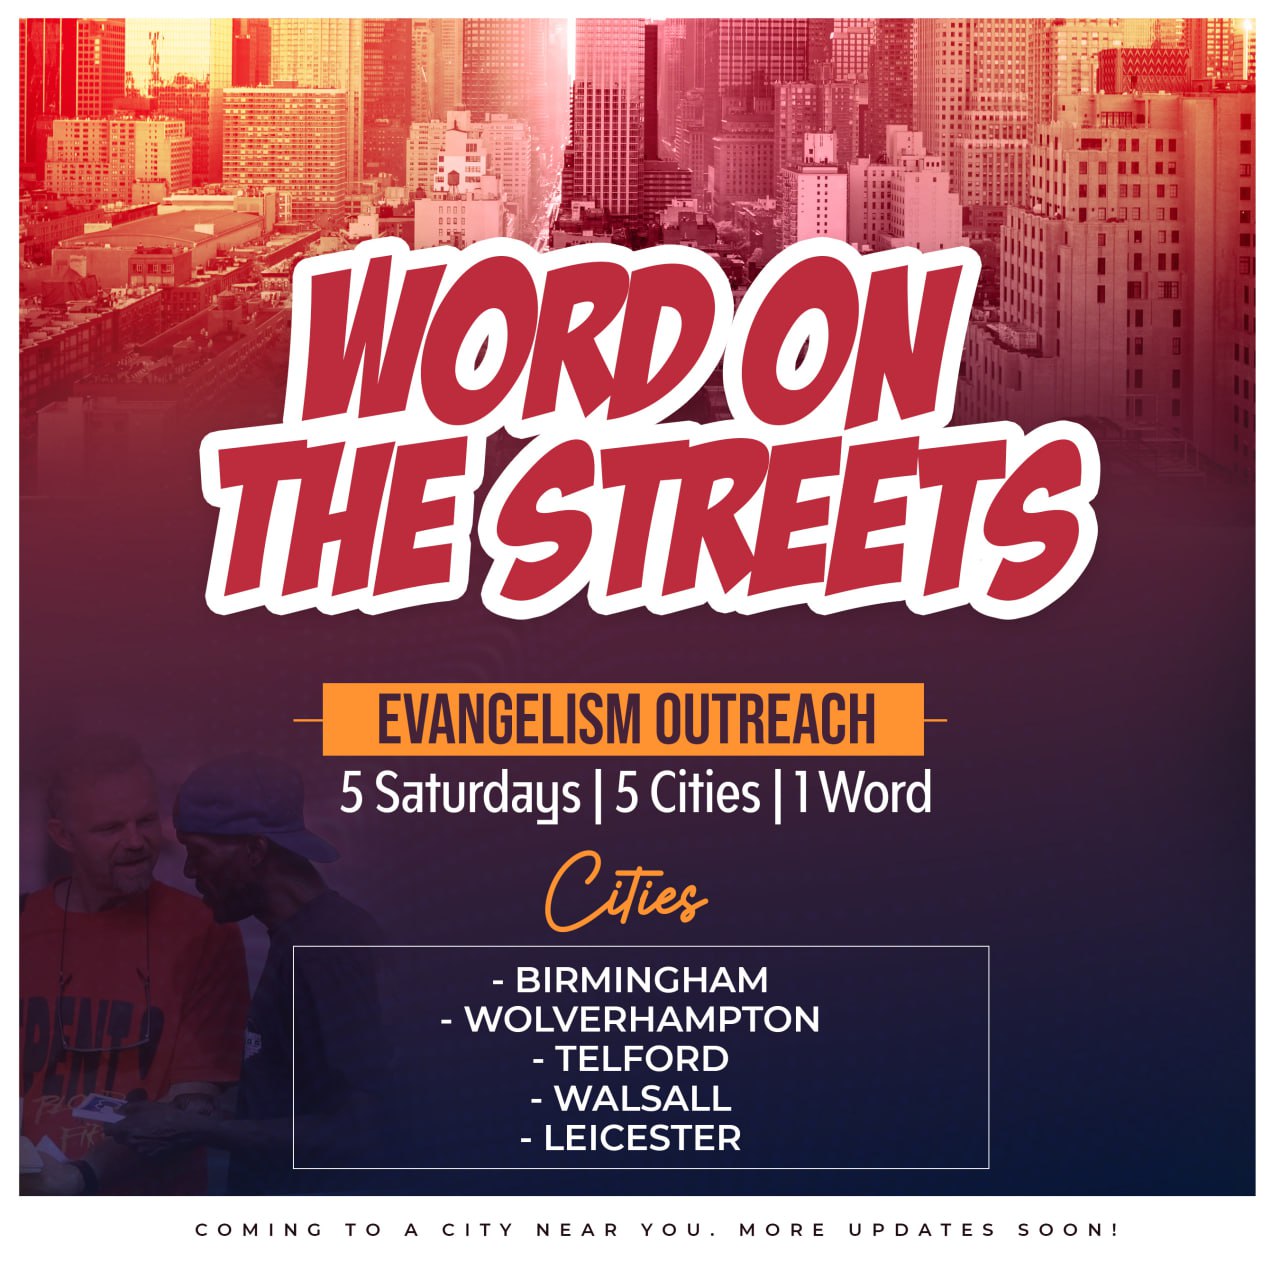 WORD ON
THE STREETS
EVANGELISM OUTREACH
5 Saturdays | 5 Cities | 1 Word
Cities
- BIRMINGHAM
- WOLVERHAMPTON
- TELFORD
- WALSALL
- LEICESTER
COMING TO A CITY NEAR YOU. MORE UPDATES SOON!